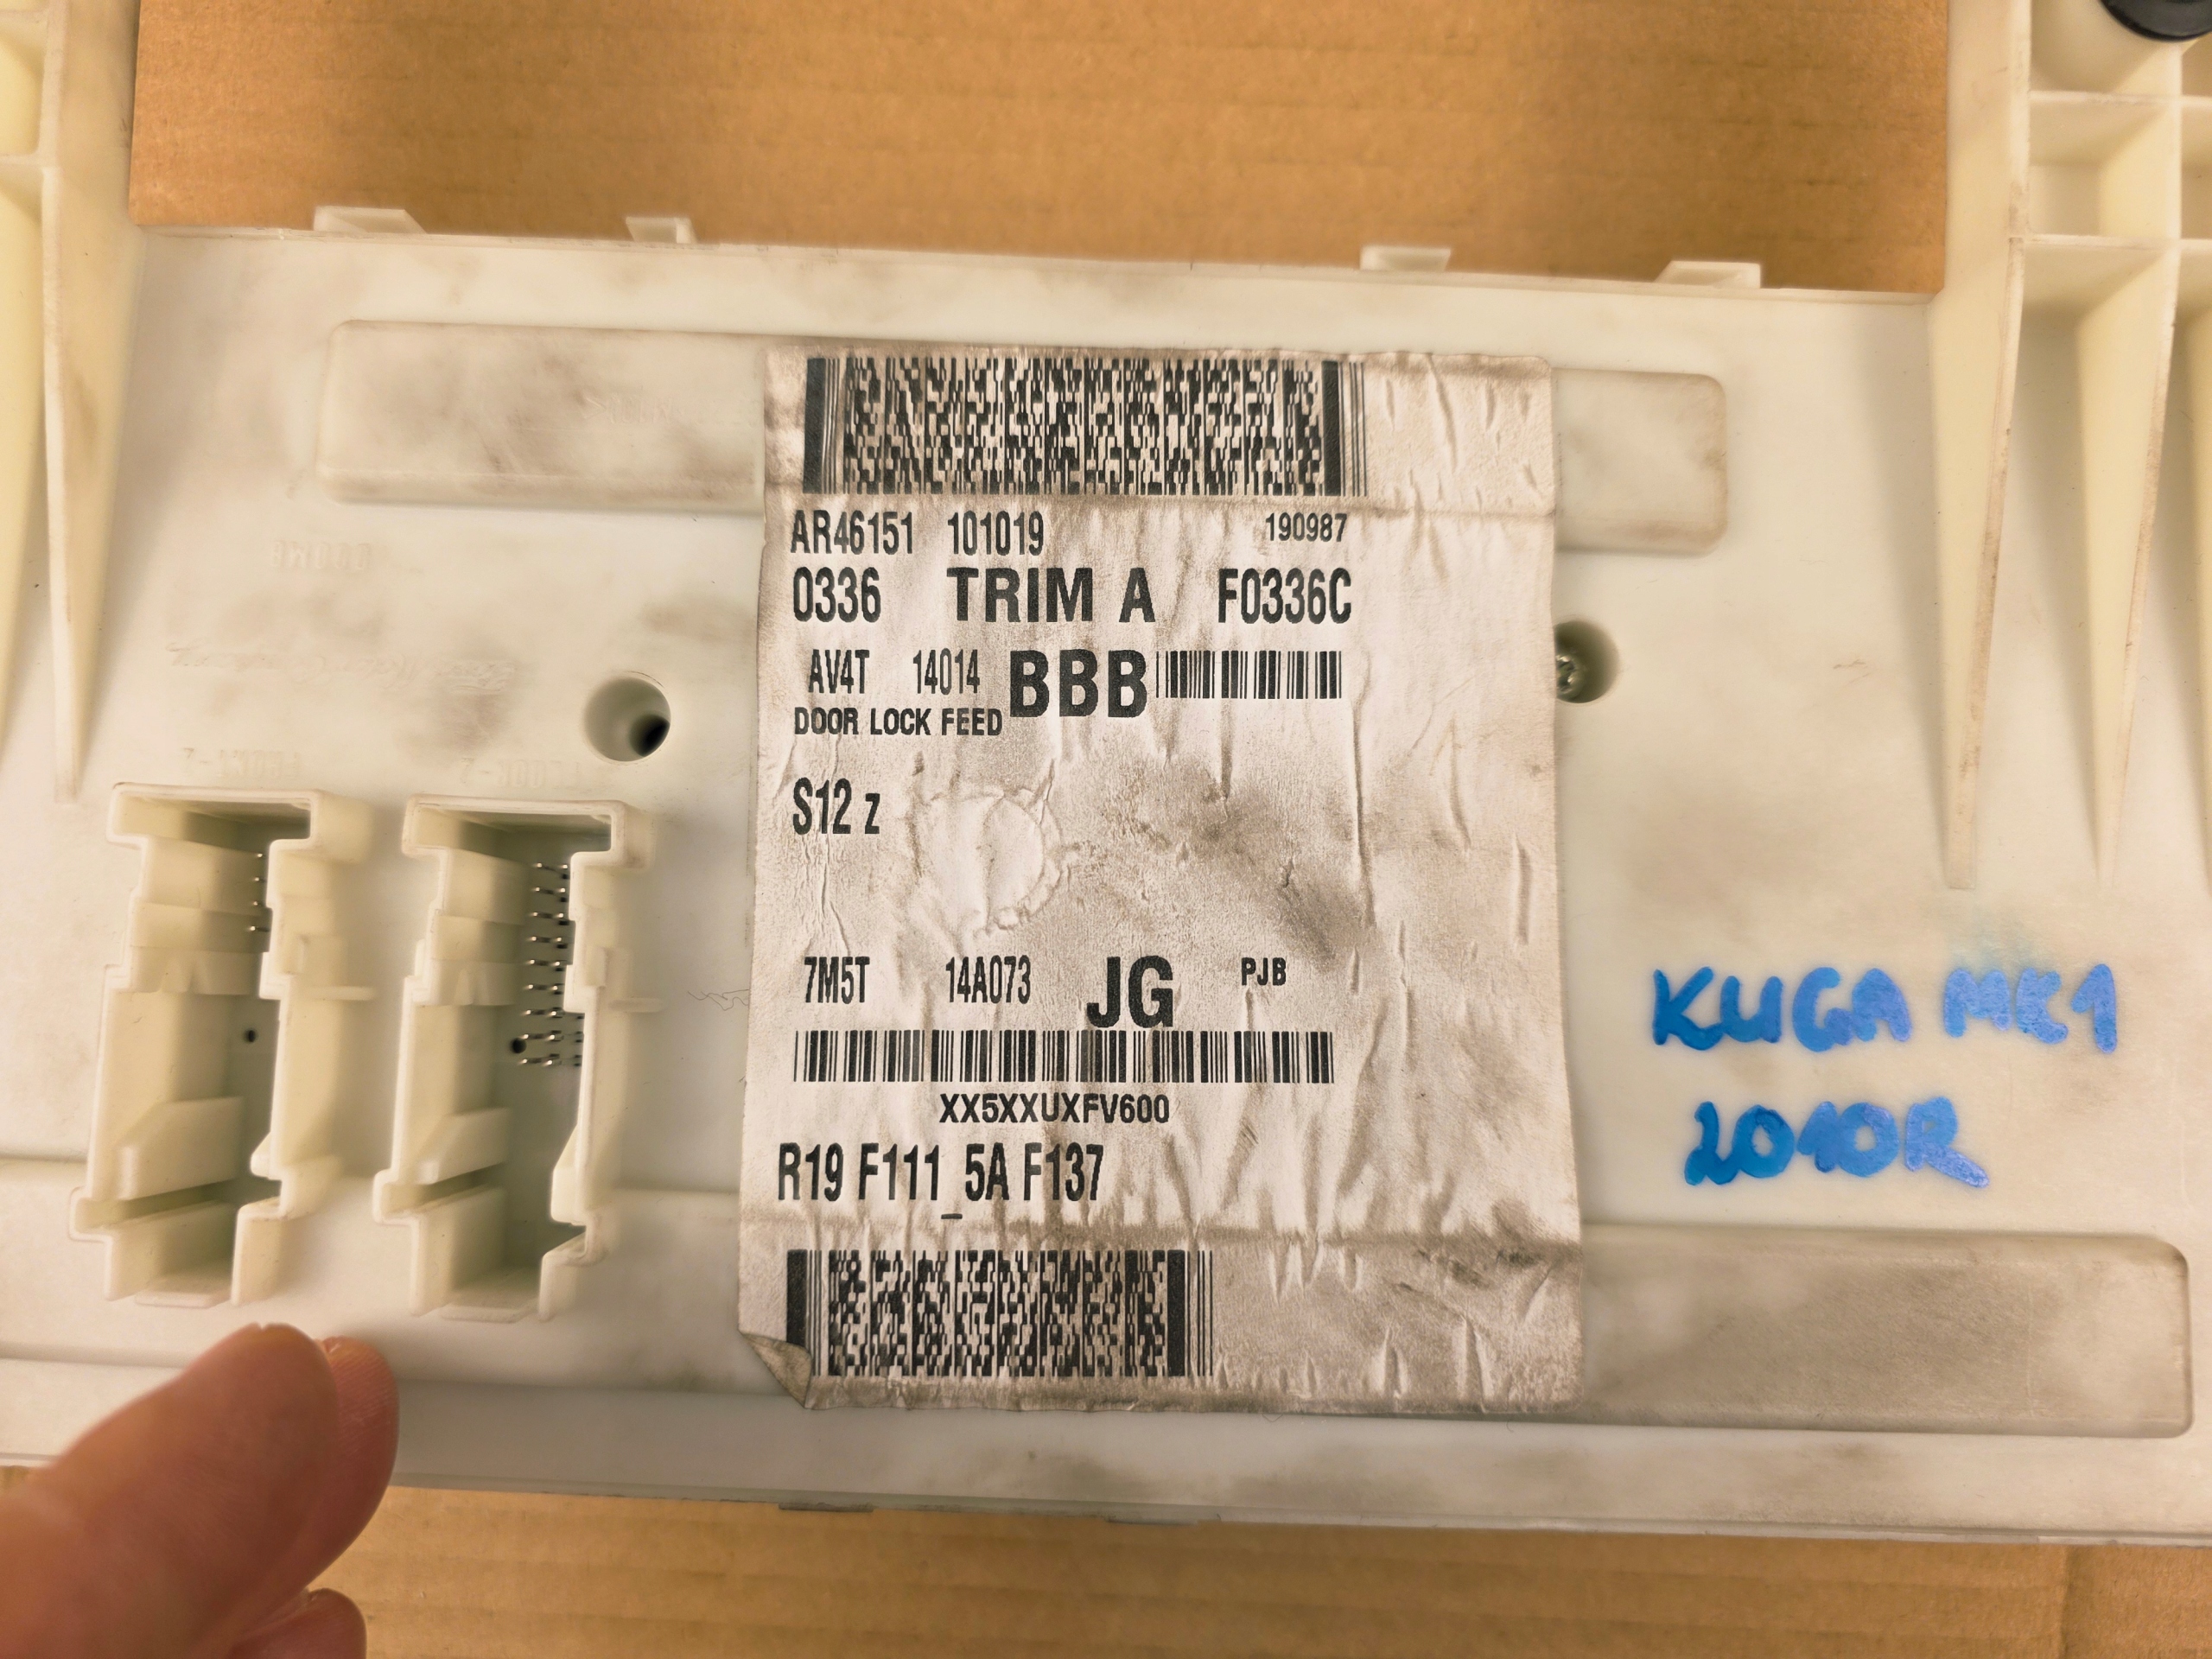 AR46151 101019 190987
0336 TRIM A F0336C
AV4T 14014 BBB
DOOR LOCK FEED
S12 z
7M5T 14A073 JG PJB
XX5XXUXFV600
R19 F111_5A F137
KUGA MK1
2010R